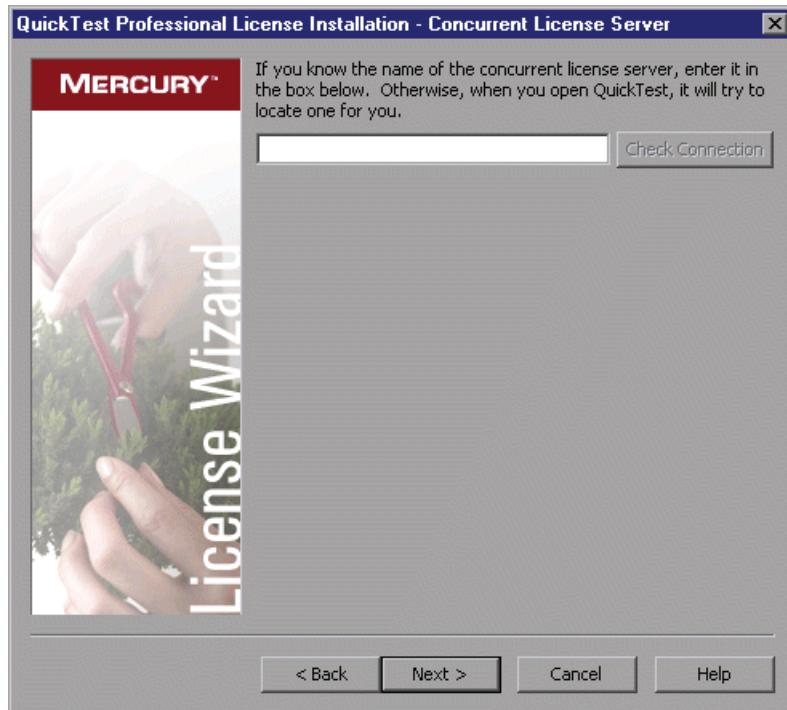 QuickTest Professional License Installation - Concurrent License Server
MERCURY™
If you know the name of the concurrent license server, enter it in
the box below. Otherwise, when you open QuickTest, it will try to
locate one for you.
Check Connection
License Wizard
< Back
Next >
Cancel
Help